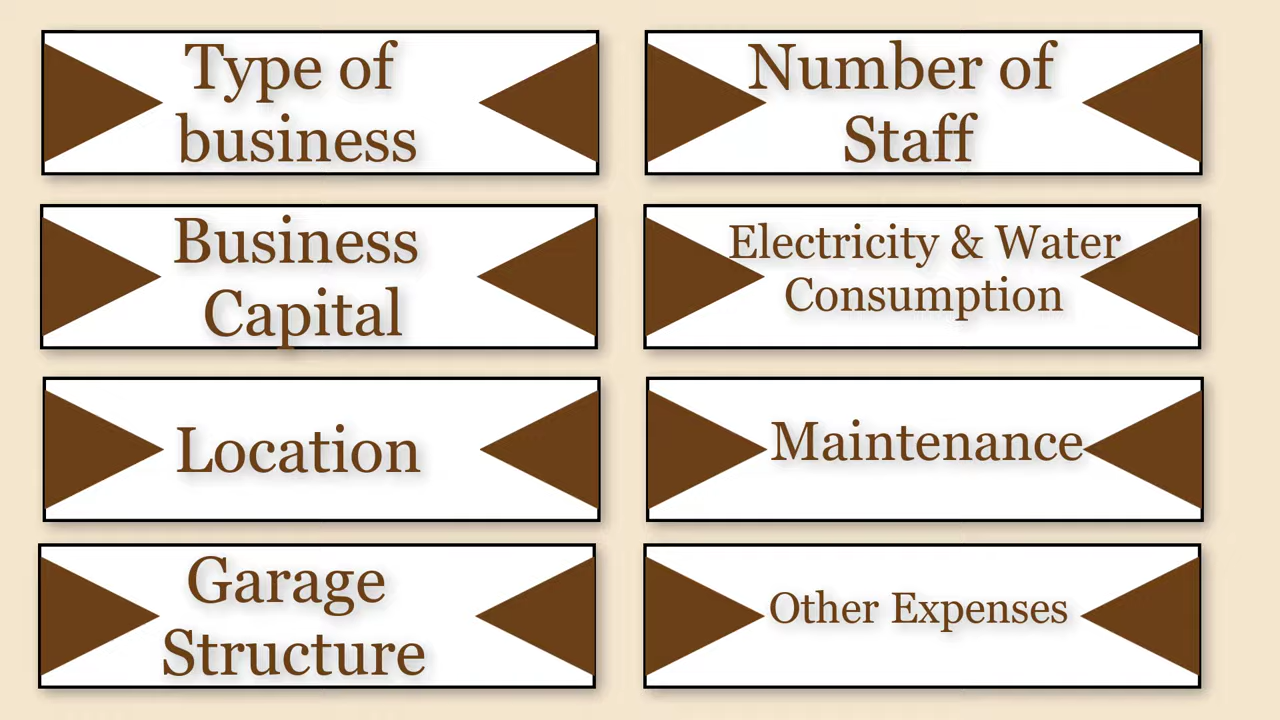 Type of
business
Business
Capital
Location
Garage
Structure
Number of
Staff
Electricity & Water
Consumption
Maintenance
Other Expenses